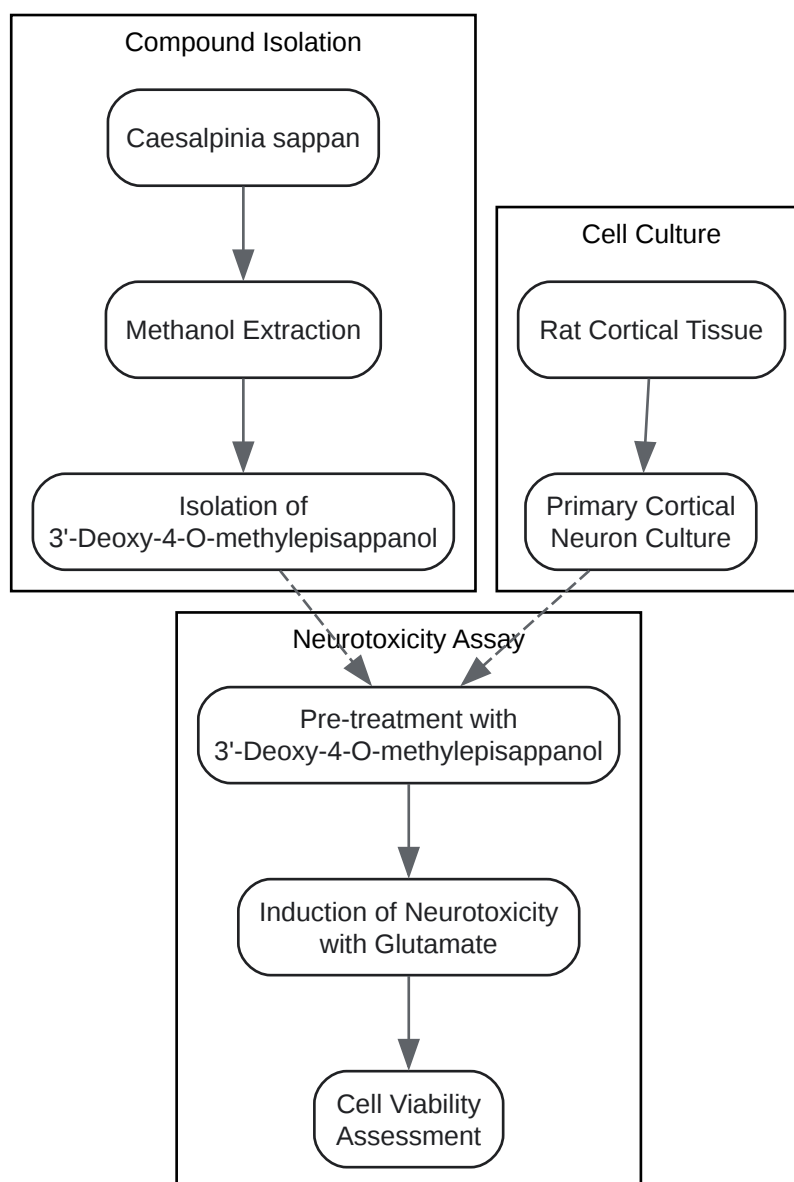 Compound Isolation
Caesalpinia sappan
Methanol Extraction
Isolation of
3'-Deoxy-4-O-methylepisappanol
Cell Culture
Rat Cortical Tissue
Primary Cortical
Neuron Culture
Neurotoxicity Assay
Pre-treatment with
3'-Deoxy-4-O-methylepisappanol
Induction of Neurotoxicity
with Glutamate
Cell Viability
Assessment